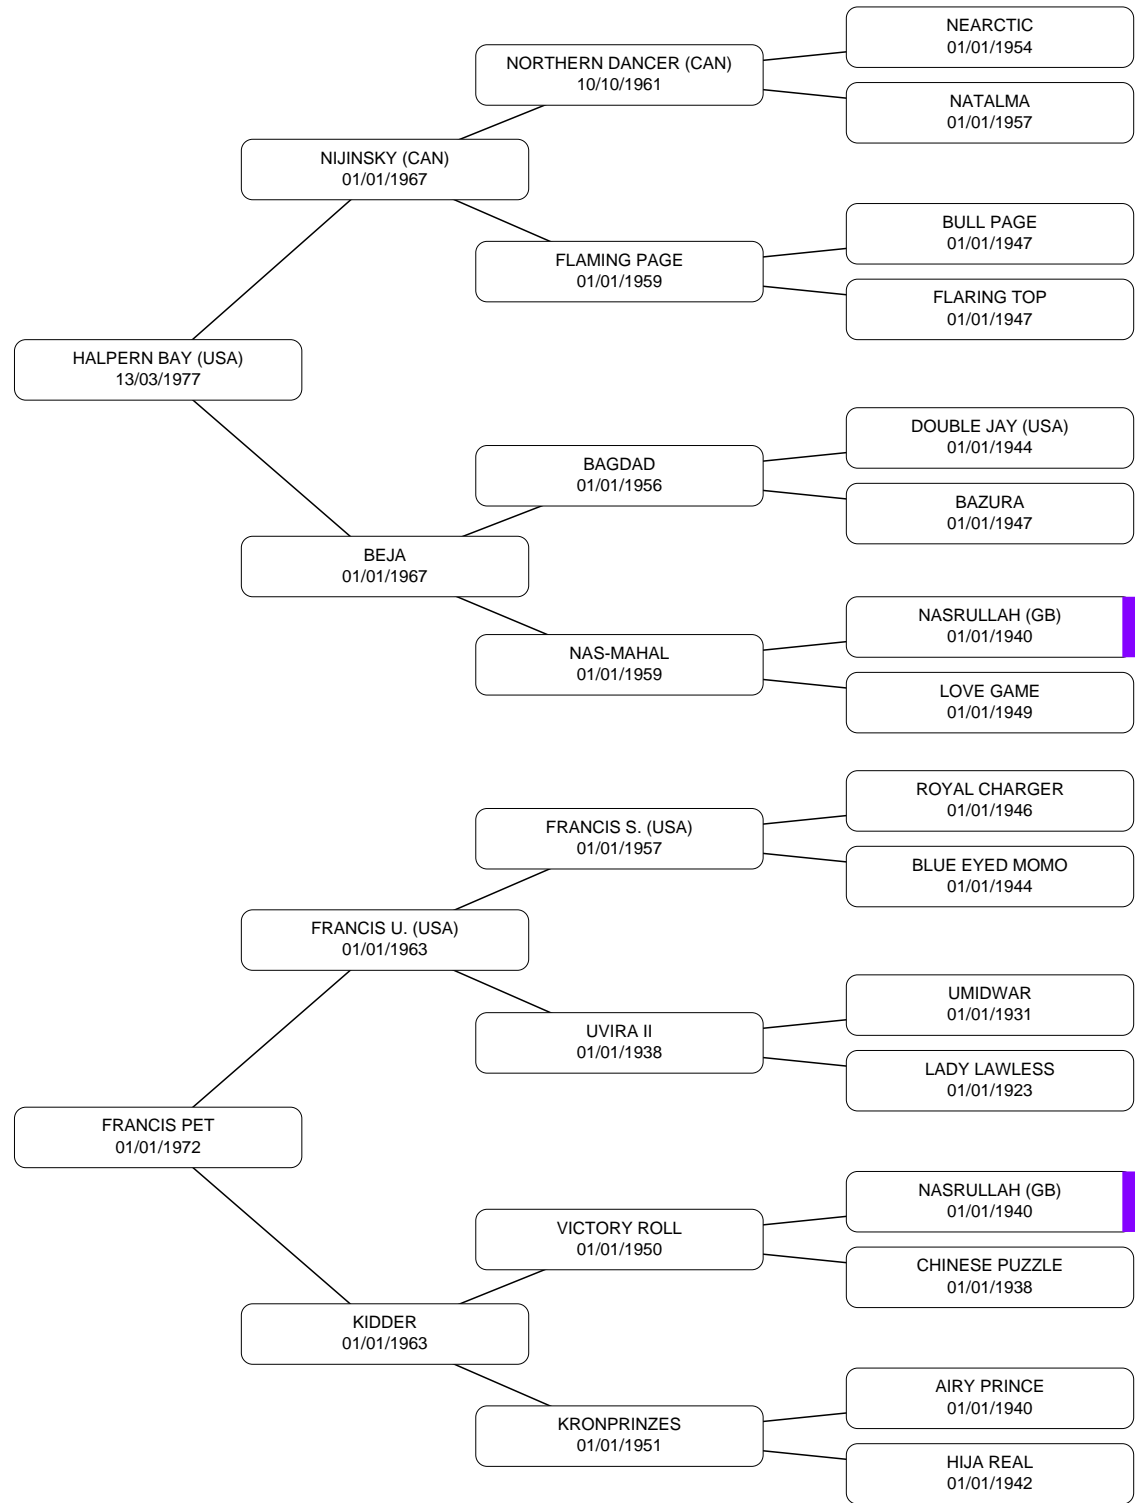 NEARCTIC
01/01/1954
NORTHERN DANCER (CAN)
10/10/1961
NATALMA
01/01/1957
NIJINSKY (CAN)
01/01/1967
BULL PAGE
01/01/1947
FLAMING PAGE
01/01/1959
FLARING TOP
01/01/1947
HALPERN BAY (USA)
13/03/1977
DOUBLE JAY (USA)
01/01/1944
BAGDAD
01/01/1956
BAZURA
01/01/1947
BEJA
01/01/1967
NASRULLAH (GB)
01/01/1940
NAS-MAHAL
01/01/1959
LOVE GAME
01/01/1949
ROYAL CHARGER
01/01/1946
FRANCIS S. (USA)
01/01/1957
BLUE EYED MOMO
01/01/1944
FRANCIS U. (USA)
01/01/1963
UMIDWAR
01/01/1931
UVIRA II
01/01/1938
LADY LAWLESS
01/01/1923
FRANCIS PET
01/01/1972
NASRULLAH (GB)
01/01/1940
VICTORY ROLL
01/01/1950
CHINESE PUZZLE
01/01/1938
KIDDER
01/01/1963
AIRY PRINCE
01/01/1940
KRONPRINZES
01/01/1951
HIJA REAL
01/01/1942